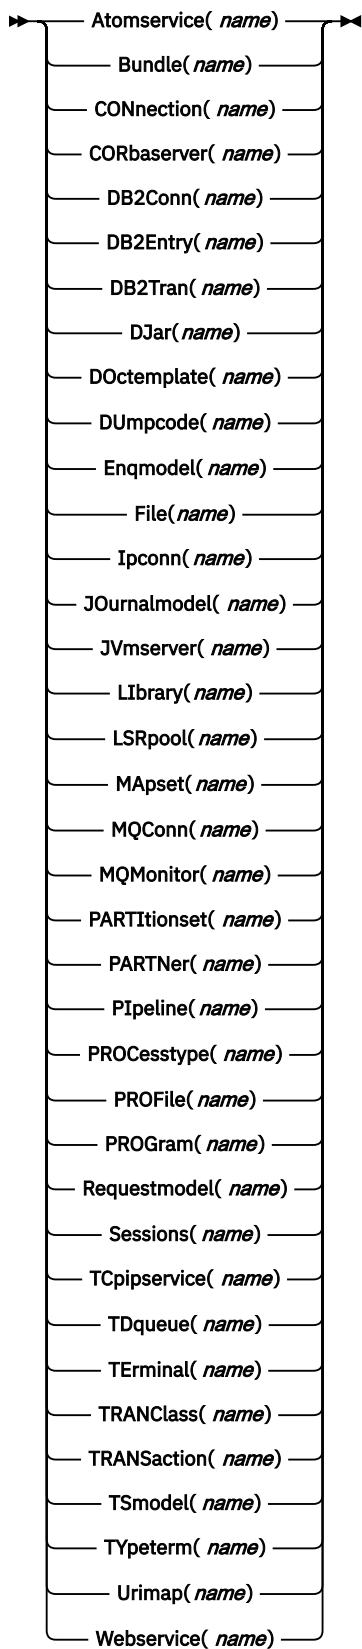 Atomservice( name)
Bundle(name)
CONnection( name)
CORbaserver( name)
DB2Conn( name)
DB2Entry( name)
DB2Tran( name)
DJar(name)
DOctemplate( name)
DUmpcode( name)
Enqmodel( name)
File(name)
Ipconn( name)
JOurnalmodel( name)
JVmserver( name)
LIbrary(name)
LSRpool( name)
MApset( name)
MQConn( name)
MQMonitor( name)
PARTItionset( name)
PARTNer( name)
PIpeline( name)
PROCesstype( name)
PROFile( name)
PROGram( name)
Requestmodel( name)
Sessions( name)
TCpipservice( name)
TDqueue( name)
TErminal( name)
TRANClass( name)
TRANSaction( name)
TSmodel( name)
TYpeterm( name)
Urimap(name)
Webservice( name)